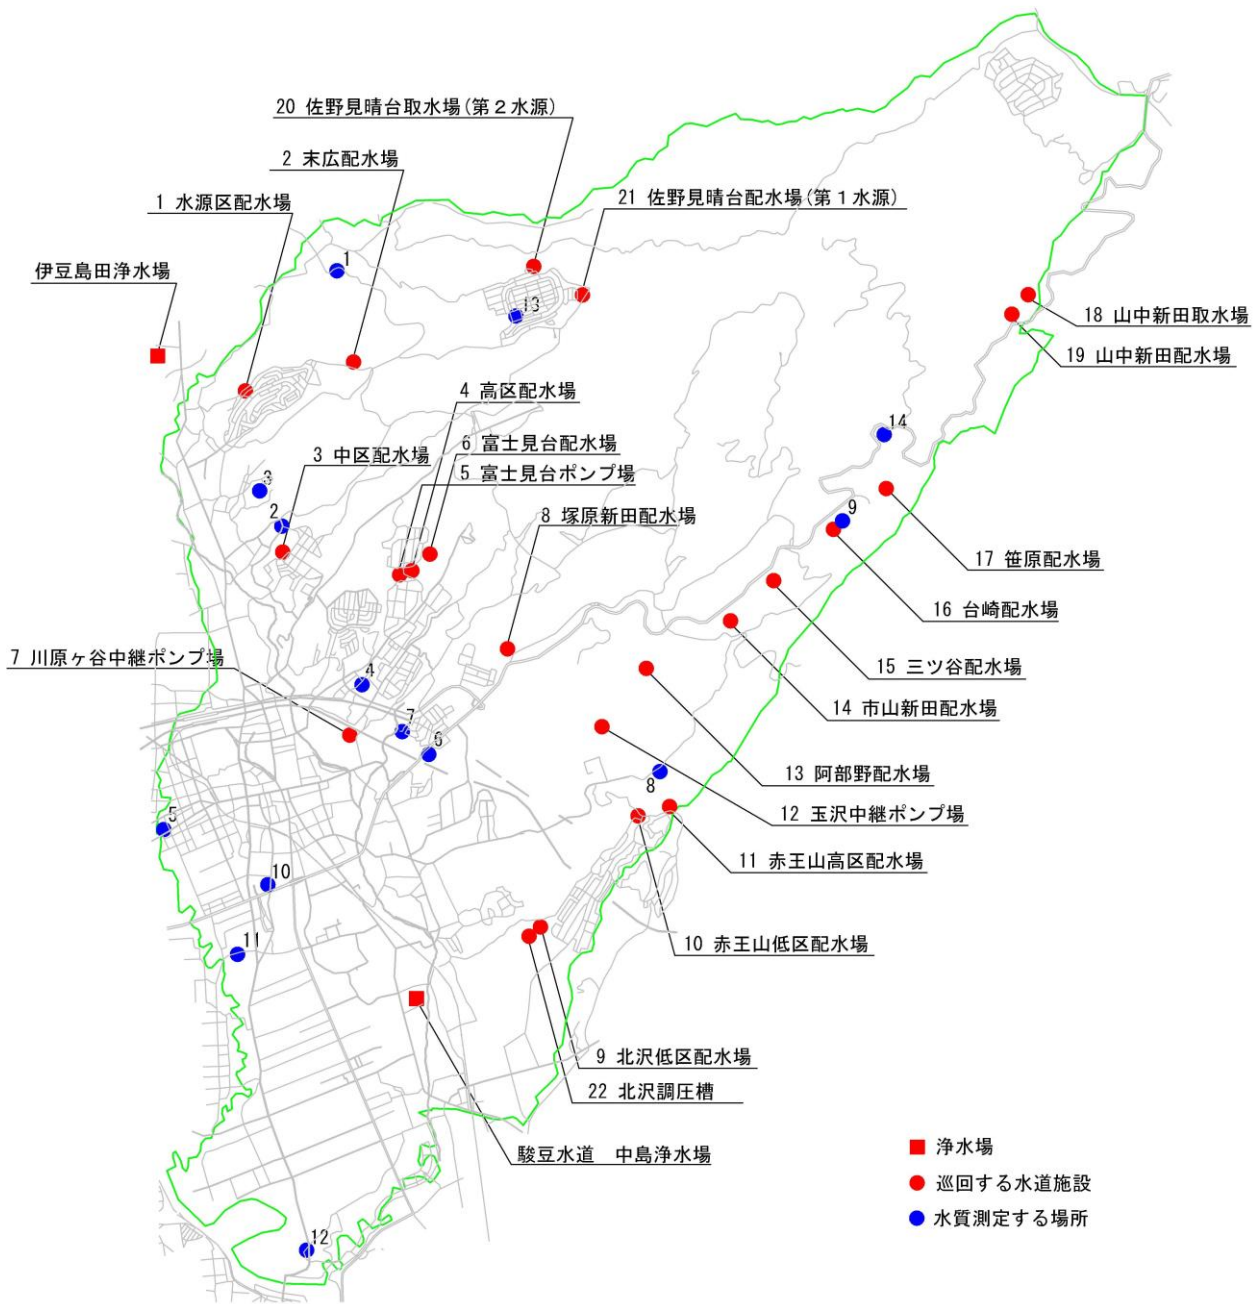 20 佐野見晴台取水場(第2水源)
2 末広配水場
1 水源区配水場
21 佐野見晴台配水場(第1水源)
伊豆島田浄水場
1
13
18 山中新田取水場
19 山中新田配水場
4 高区配水場
6 富士見台配水場
3 中区配水場
5 富士見台ポンプ場
14
3
2
8 塚原新田配水場
9
17 笹原配水場
16 台崎配水場
7 川原ヶ谷中継ポンプ場
4
15 三ツ谷配水場
14 市山新田配水場
7
6
13 阿部野配水場
8
5
12 玉沢中継ポンプ場
11 赤王山高区配水場
10
11
10 赤王山低区配水場
9 北沢低区配水場
22 北沢調圧槽
駿豆水道　中島浄水場
浄水場
巡回する水道施設
水質測定する場所
12